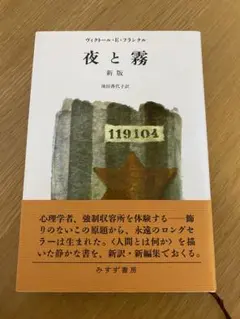 ヴィクトール・E・フランクル
夜と霧
新版
池田香代子訳
119104
心理学者、強制収容所を体験する――飾
りのないこの原題から、永遠のロングセ
ラーは生まれた。〈人間とは何か〉を描
いた静かな書を、新訳・新編集でおくる。
みすず書房